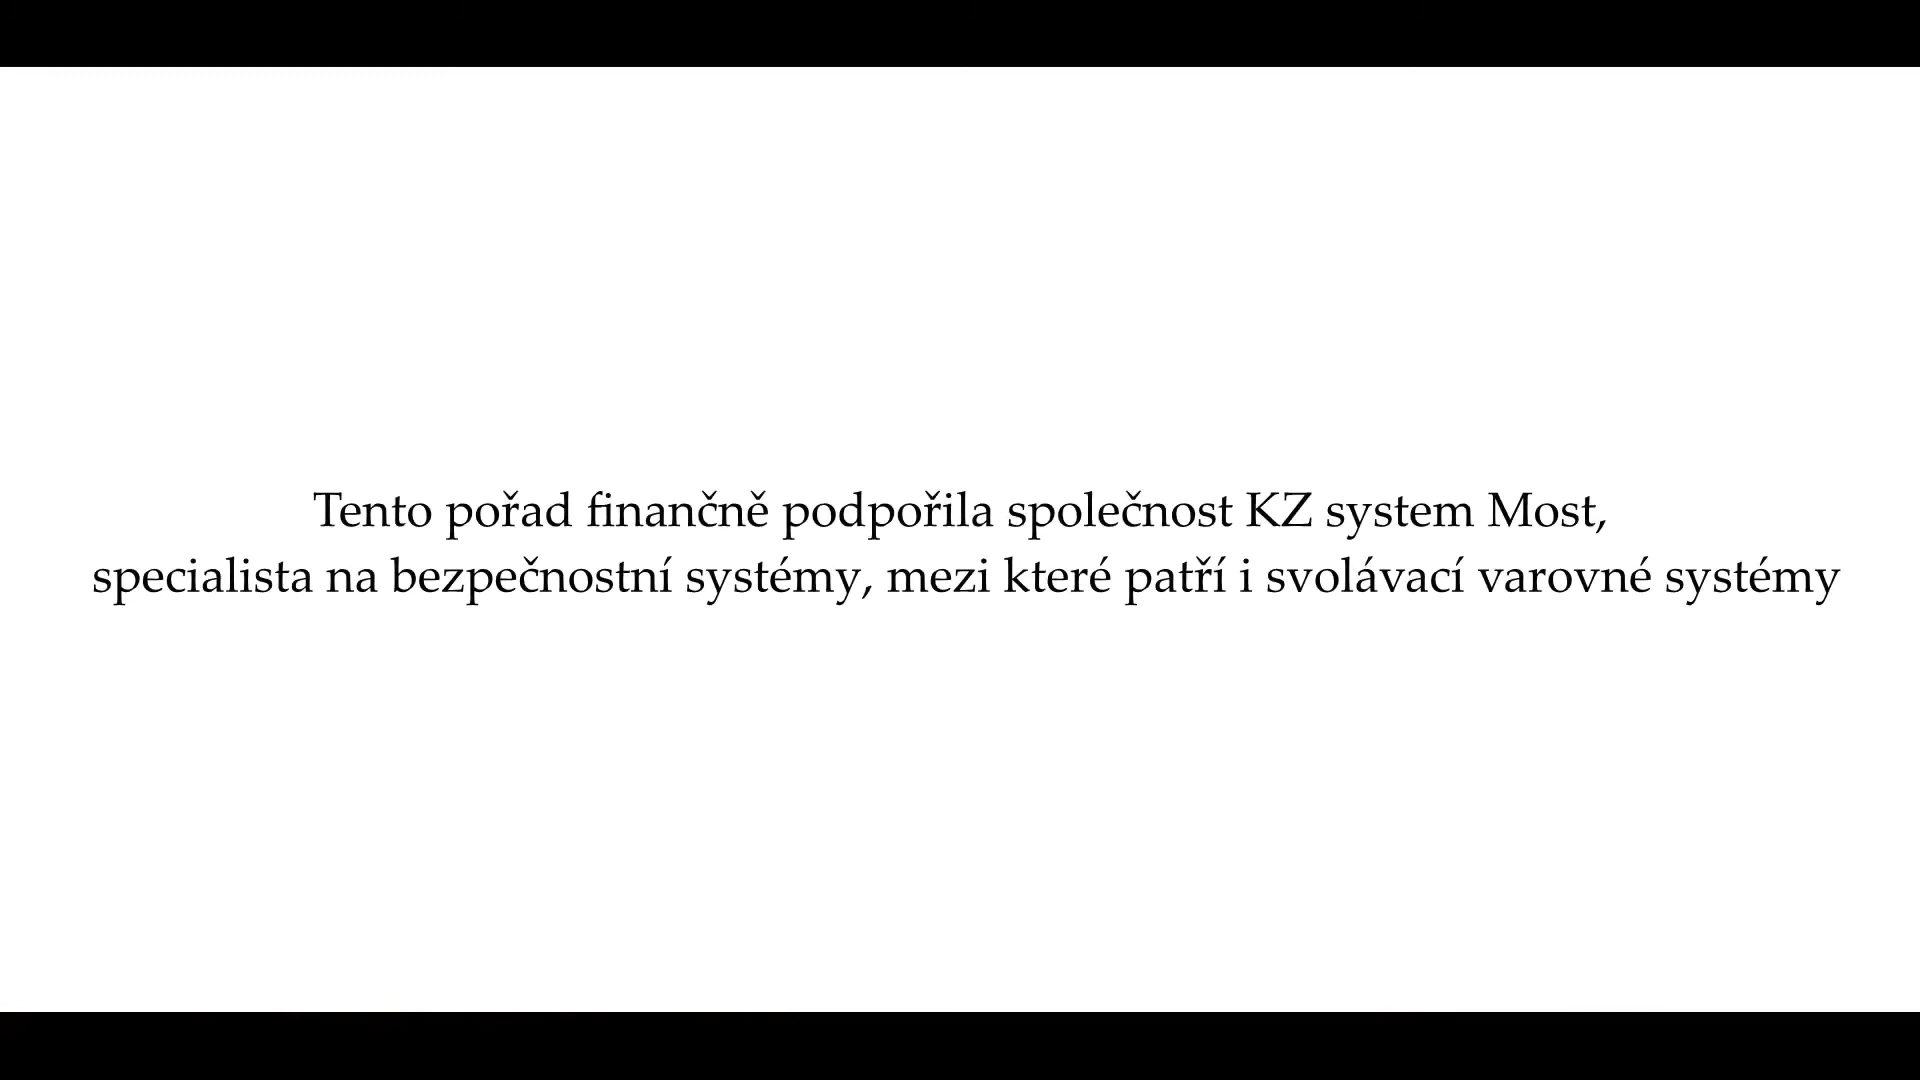 Tento pořad finančně podpořila společnost KZ system Most,
specialista na bezpečnostní systémy, mezi které patří i svolávací varovné systémy